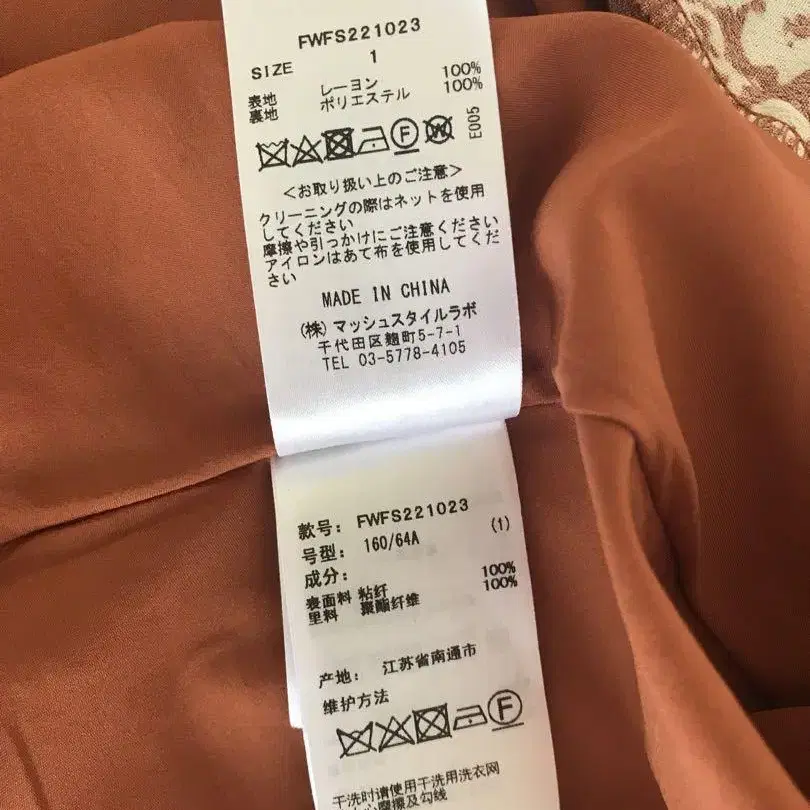 FWFS221023
SIZE 1
表地 レーヨン 100%
裏地 ポリエステル 100%
F W E005
<お取り扱い上のご注意>
クリーニングの際はネットを使用
してください
摩擦や引っかけにご注意ください
アイロンはあて布を使用してくだ
さい
MADE IN CHINA
(株)マッシュスタイルラボ
千代田区麹町5-7-1
TEL 03-5778-4105
款号: FWFS221023
号型: 160/64A (1)
成分:
表面料 粘纤 100%
里料 聚酯纤维 100%
产地: 江苏省南通市
维护方法
F
干洗时请使用干洗用洗衣网
心摩擦及勾线